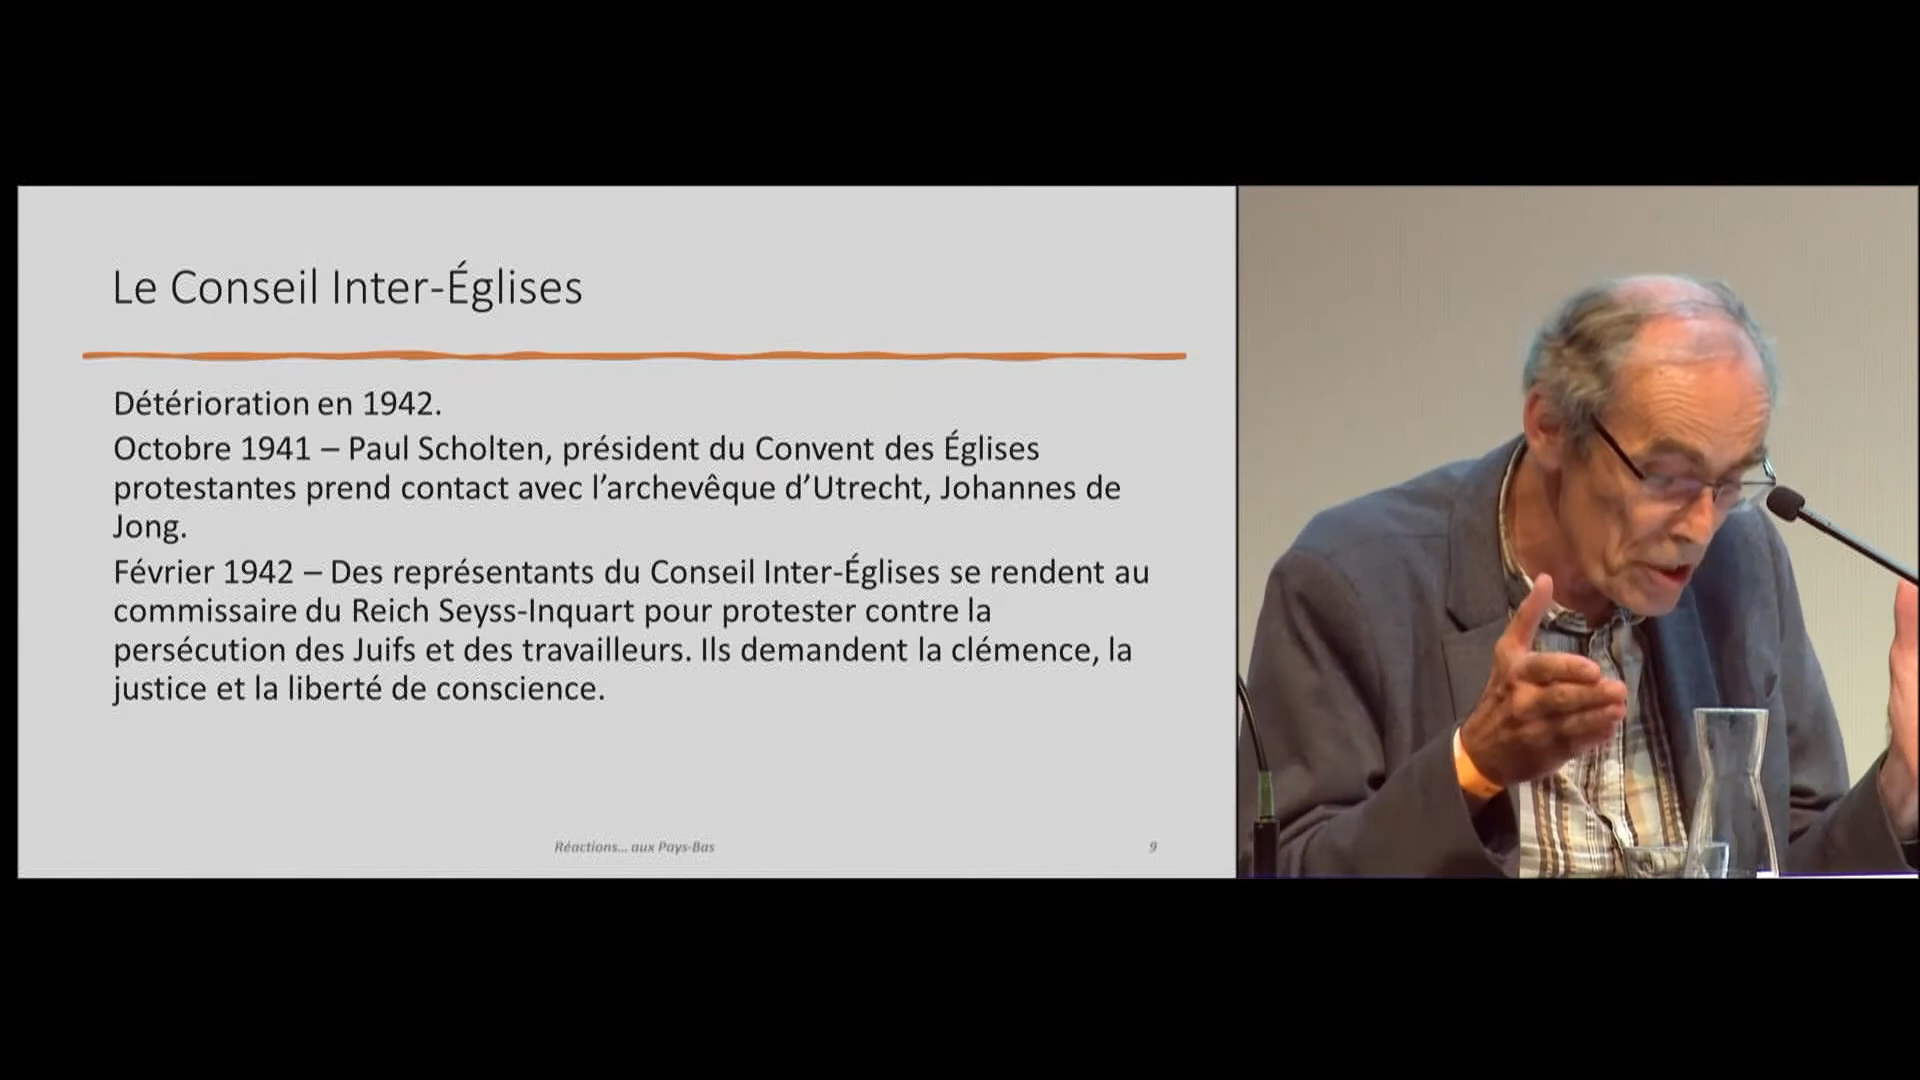 Le Conseil Inter-Églises
Détérioration en 1942.
Octobre 1941 – Paul Scholten, président du Convent des Églises
protestantes prend contact avec l’archevêque d’Utrecht, Johannes de
Jong.
Février 1942 – Des représentants du Conseil Inter-Églises se rendent au
commissaire du Reich Seyss-Inquart pour protester contre la
persécution des Juifs et des travailleurs. Ils demandent la clémence, la
justice et la liberté de conscience.
Réactions... aux Pays-Bas
9